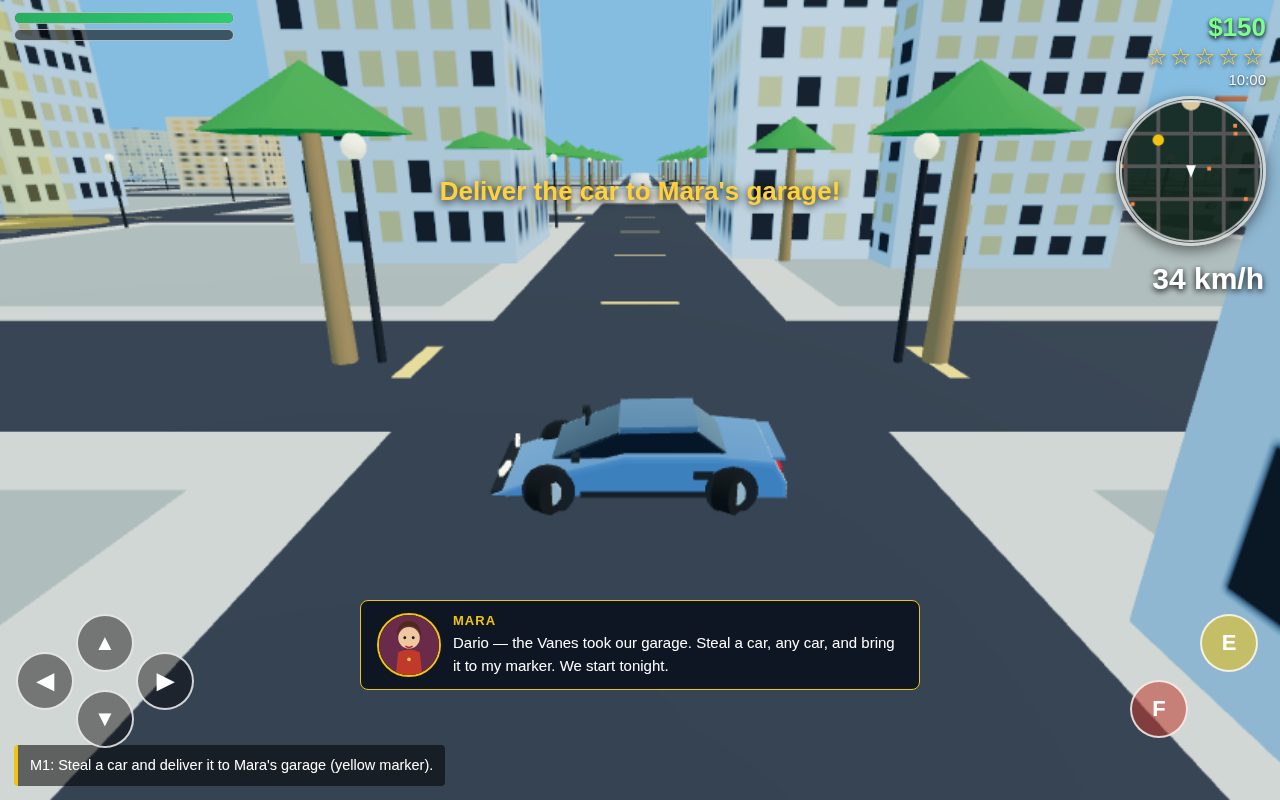 $150
☆☆☆☆☆
10:00
Deliver the car to Mara's garage!
34 km/h
MARA
Dario — the Vanes took our garage. Steal a car, any car, and bring
it to my marker. We start tonight.
E
F
M1: Steal a car and deliver it to Mara's garage (yellow marker).